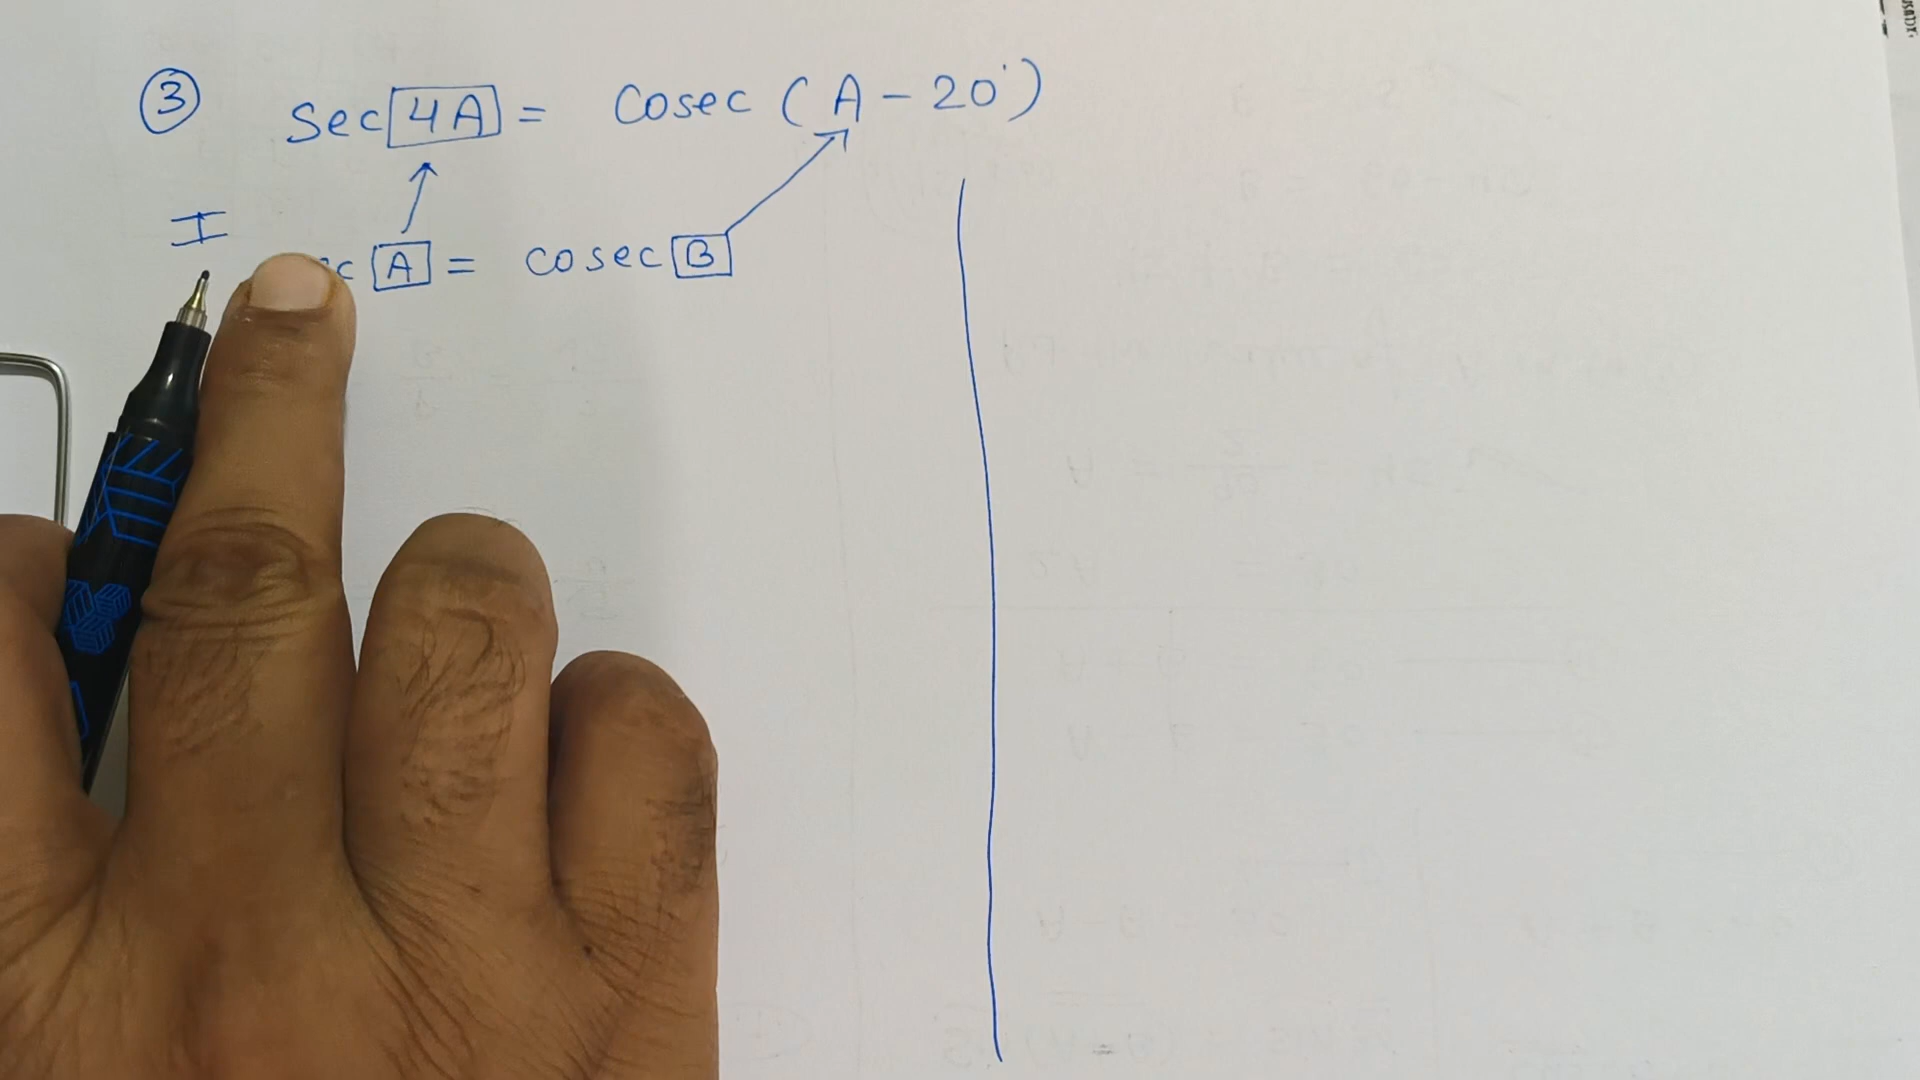 ③ Sec 4A = Cosec (A - 20°)
I
c A = cosec B